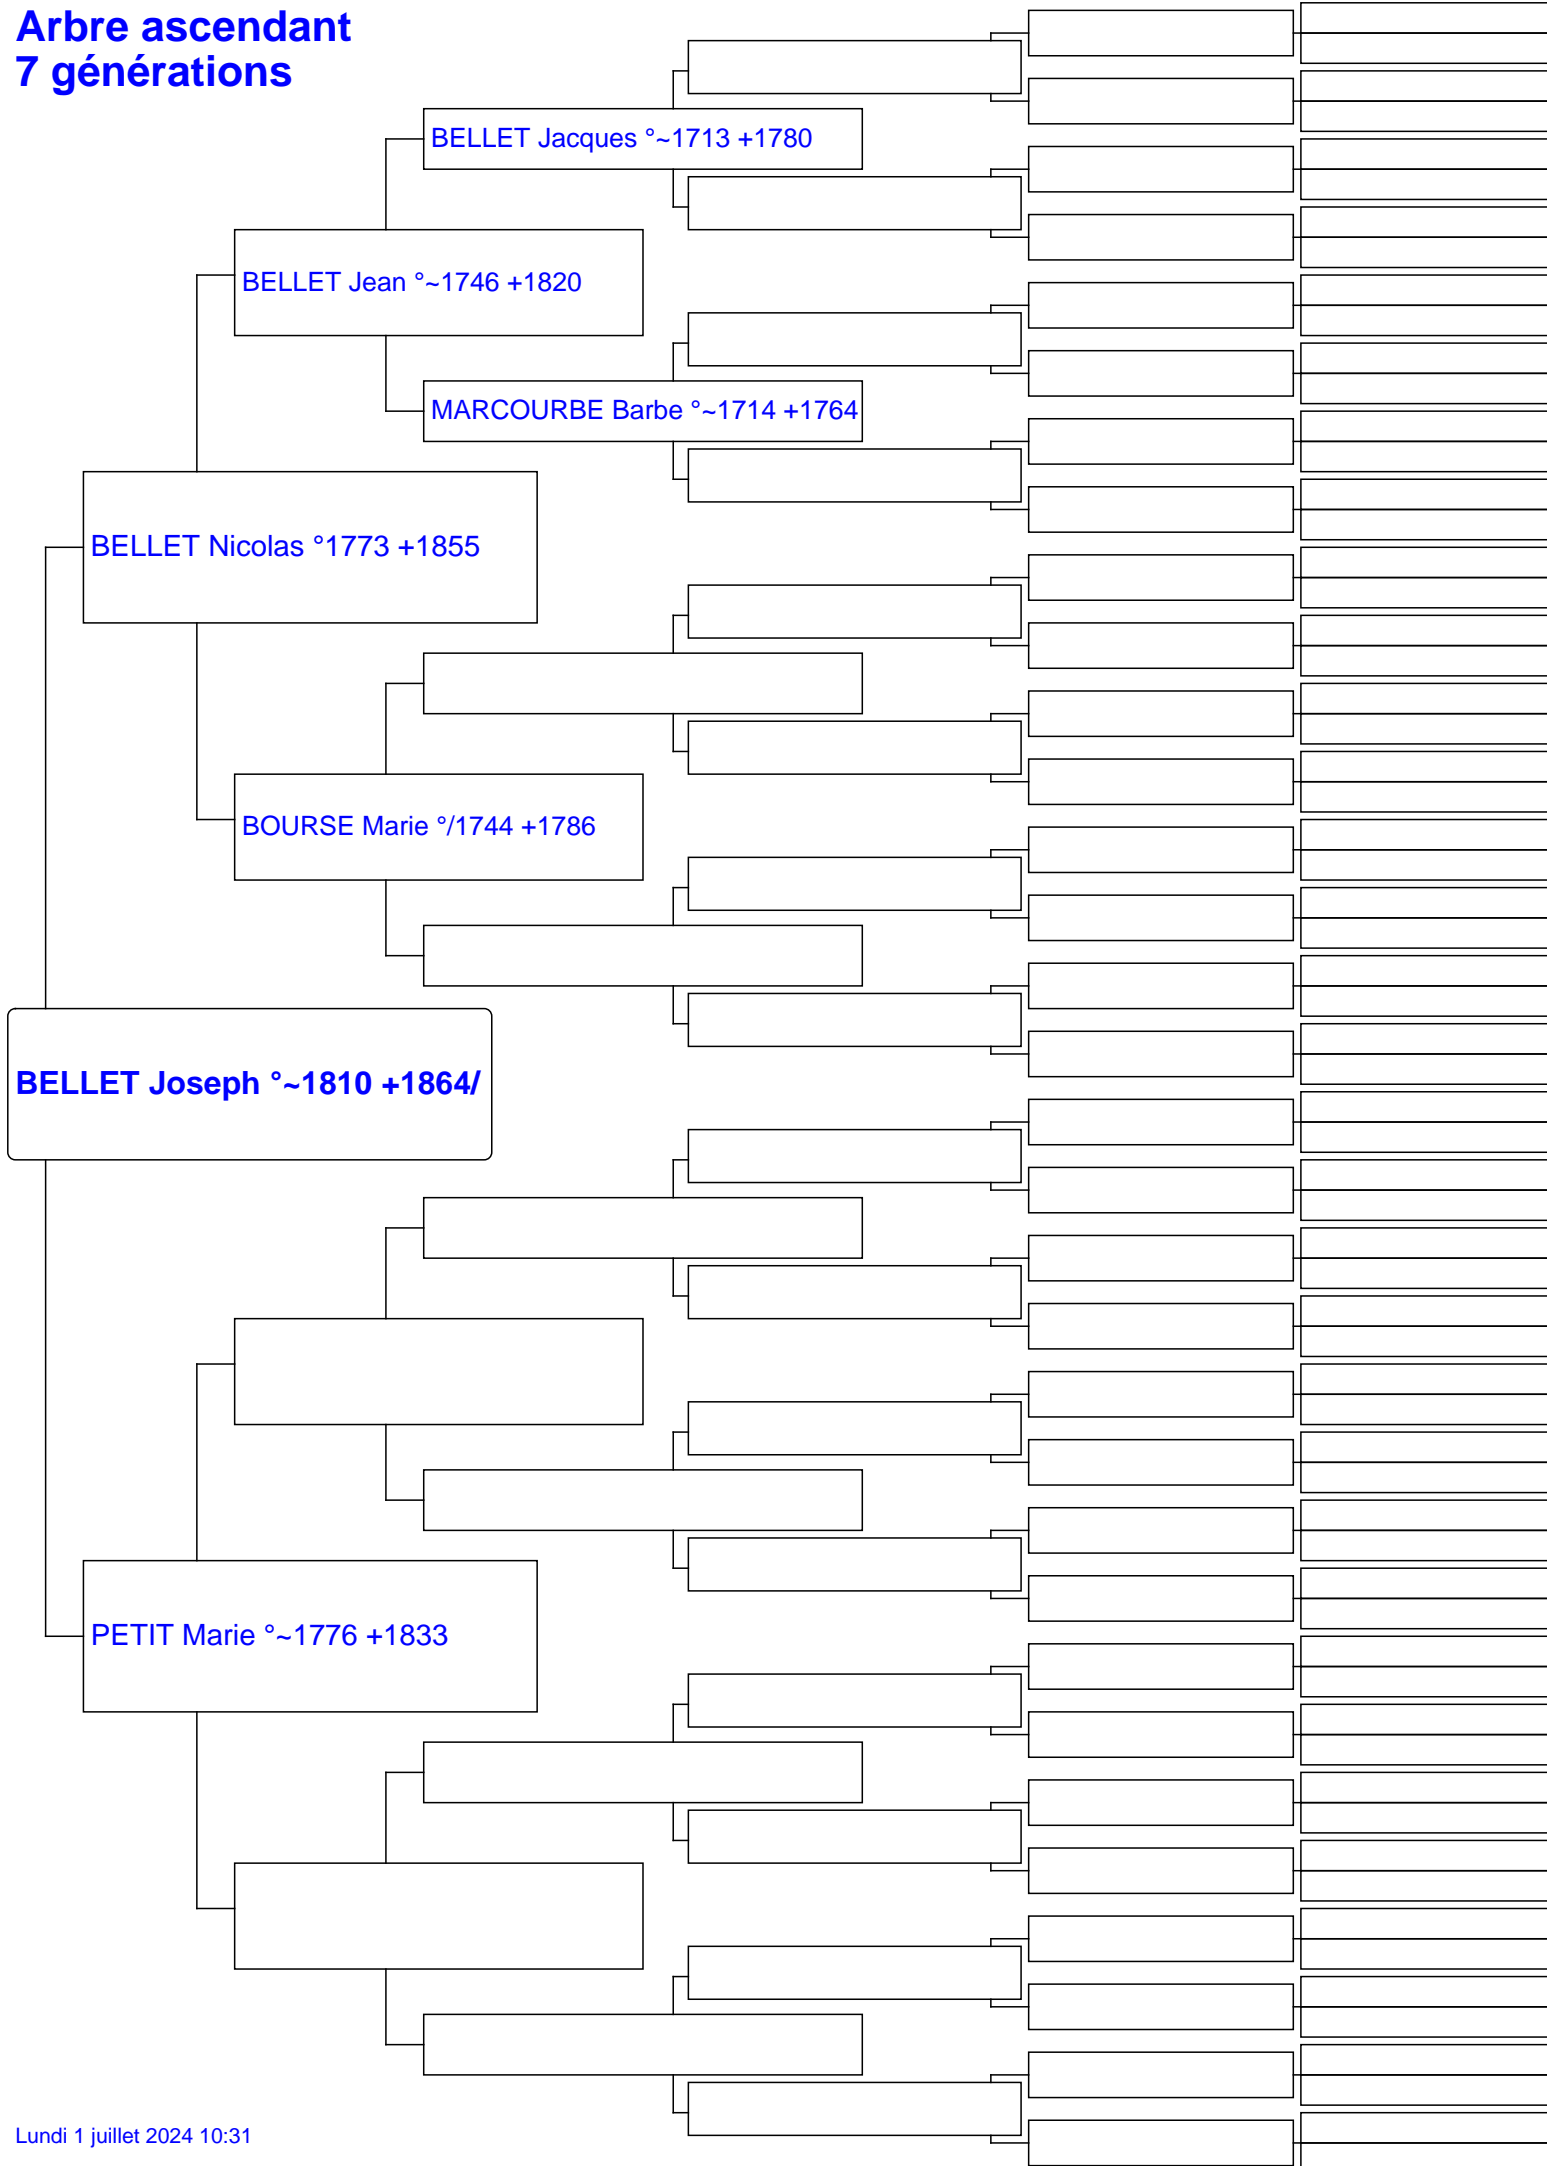 Arbre ascendant
7 générations
BELLET Jacques °~1713 +1780
BELLET Jean °~1746 +1820
MARCOURBE Barbe °~1714 +1764
BELLET Nicolas °1773 +1855
BOURSE Marie °/1744 +1786
BELLET Joseph °~1810 +1864/
PETIT Marie °~1776 +1833
Lundi 1 juillet 2024 10:31